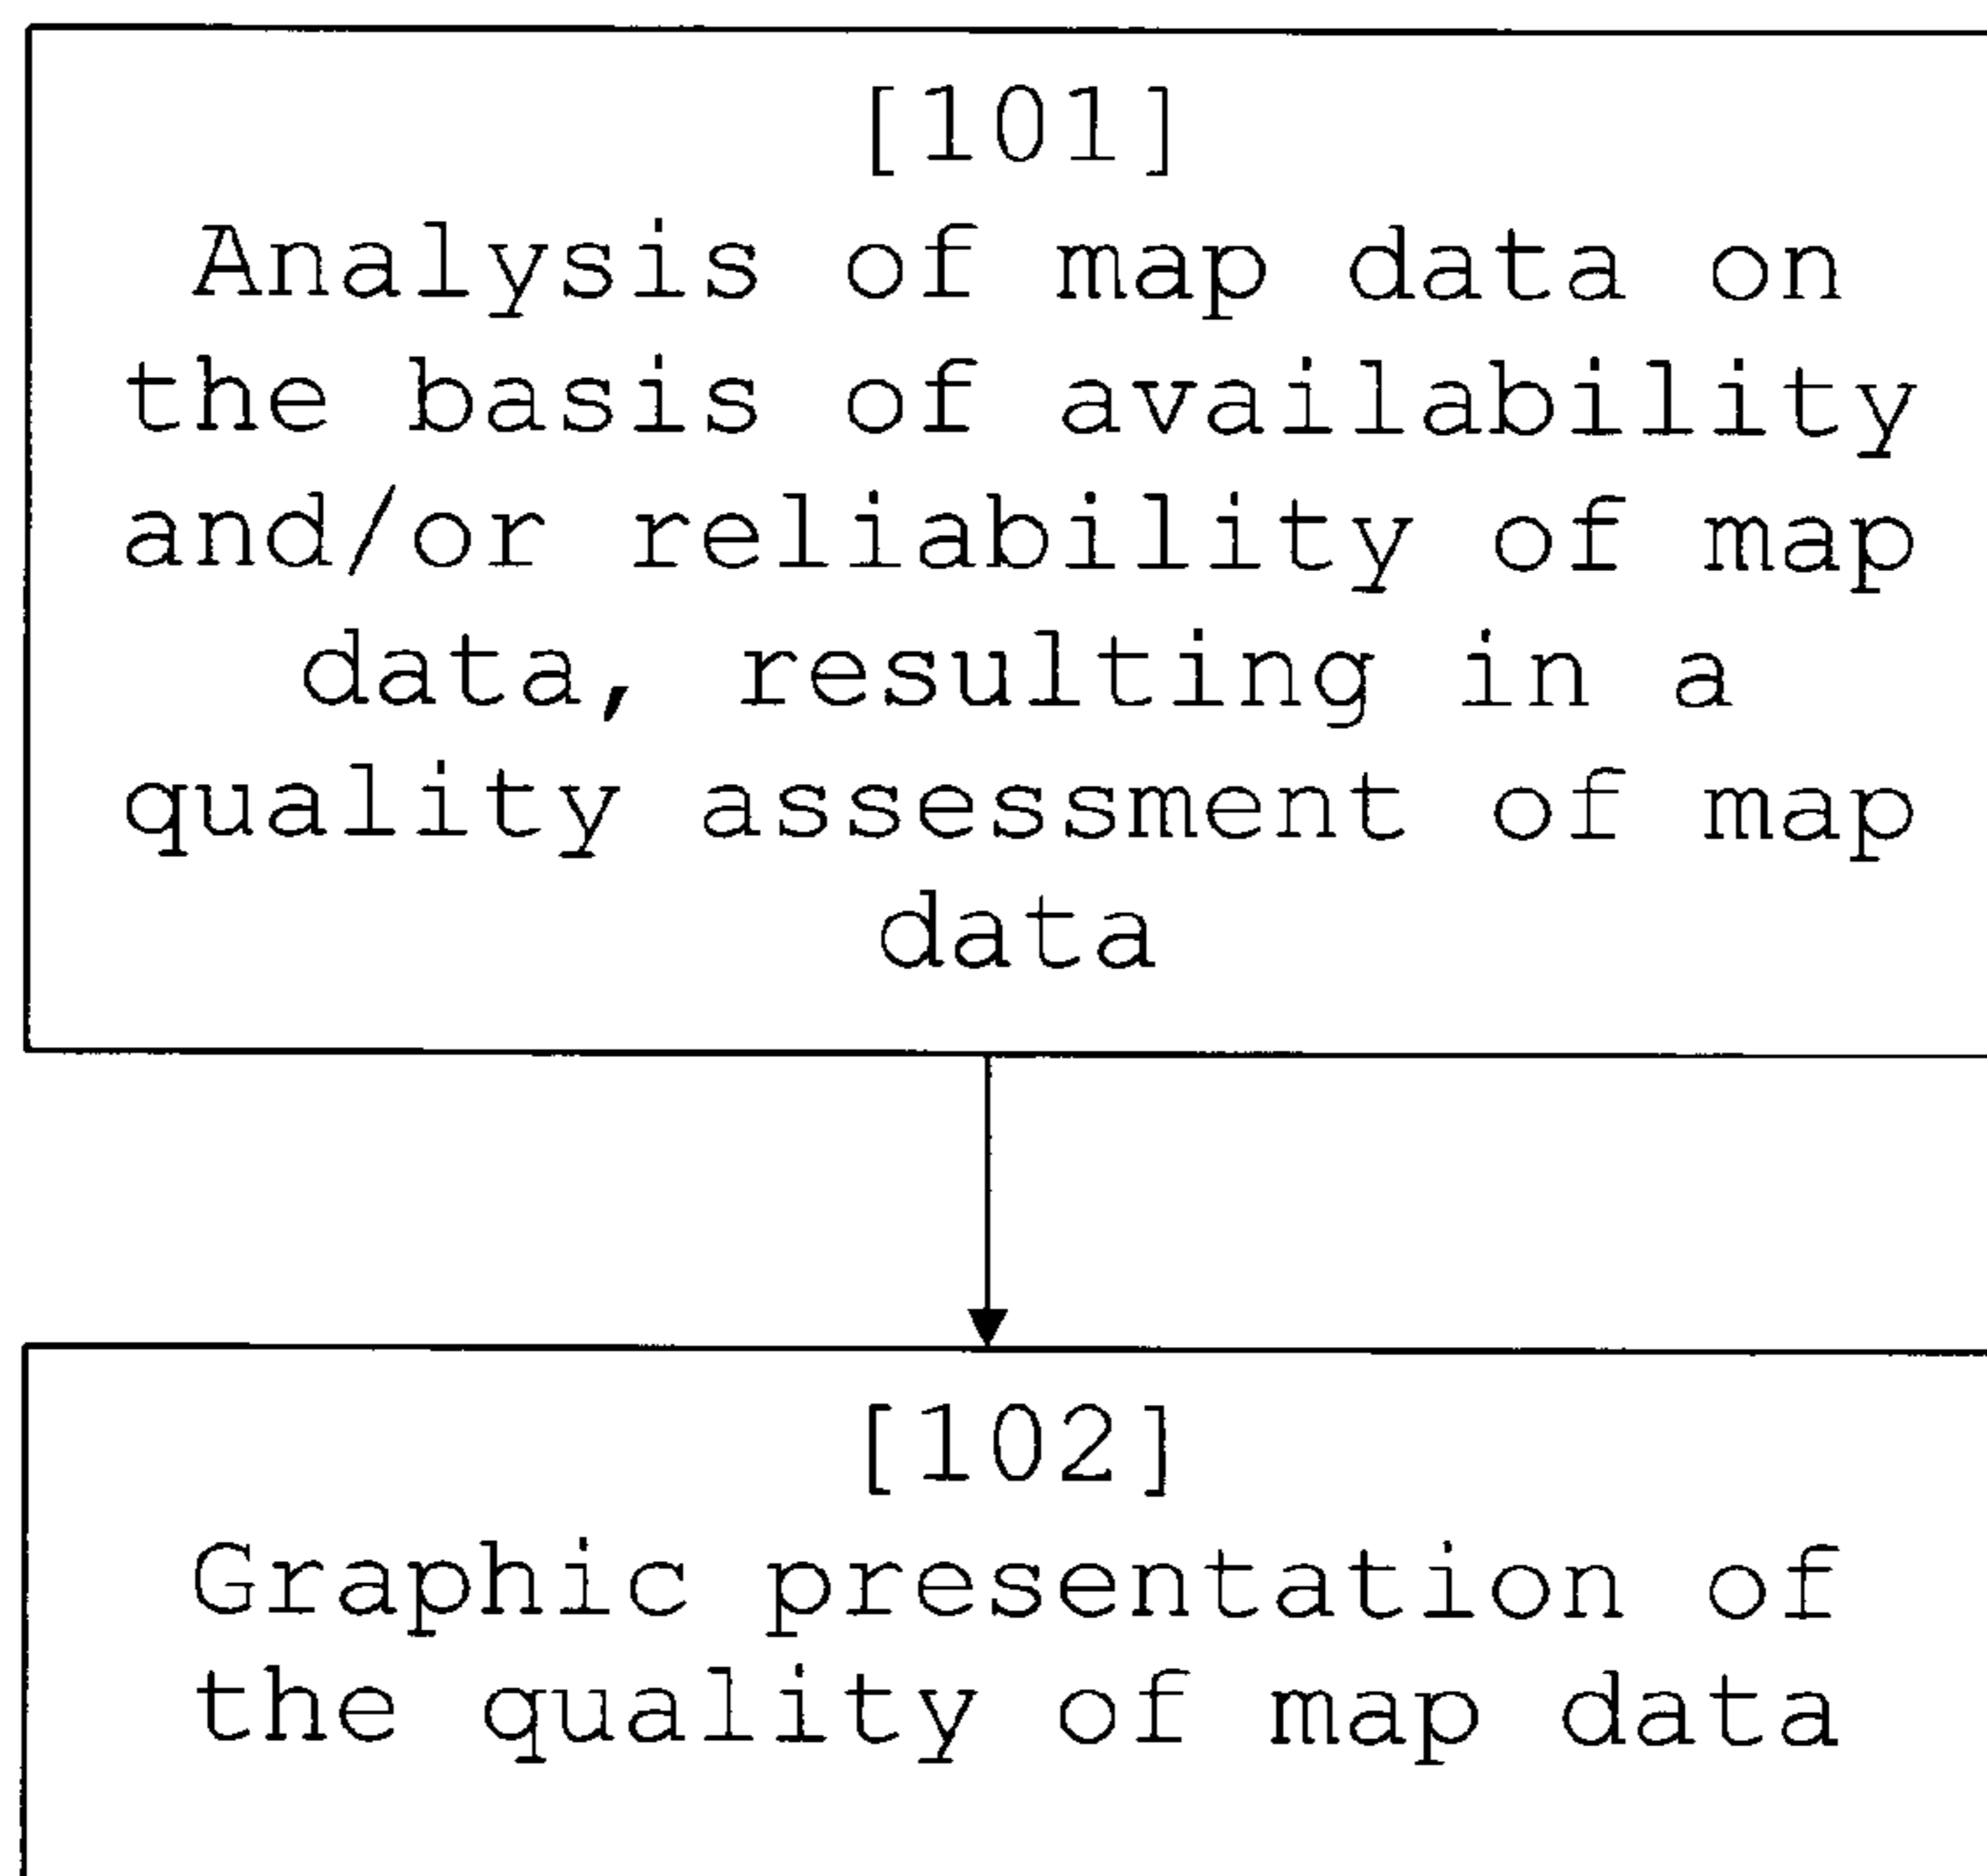 [101]
Analysis of map data on
the basis of availability
and/or reliability of map
data, resulting in a
quality assessment of map
data
[102]
Graphic presentation of
the quality of map data